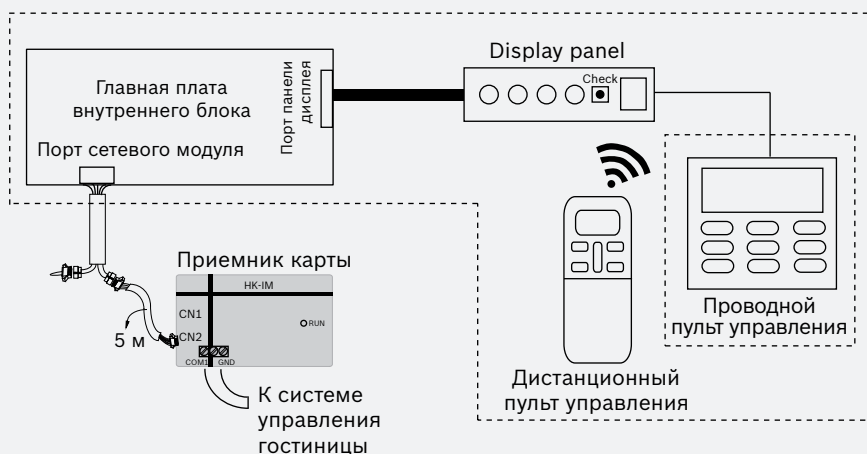 Display panel
Check
Главная плата
внутреннего блока
Порт панели
дисплея
Порт сетевого модуля
Приемник карты
HK-IM
CN1
CN2
RUN
COM1
GND
5 м
К системе
управления
гостиницы
Дистанционный
пульт управления
Проводной
пульт управления